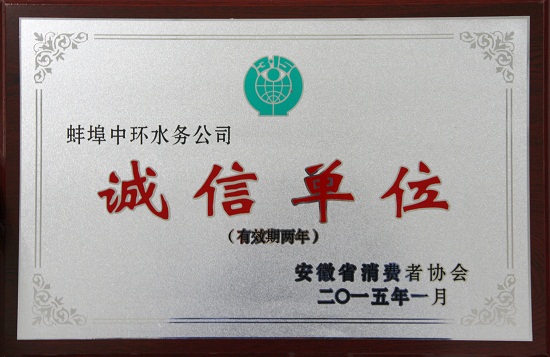 蚌埠中环水务公司
诚信单位
（有效期两年）
安徽省消费者协会
二〇一五年一月